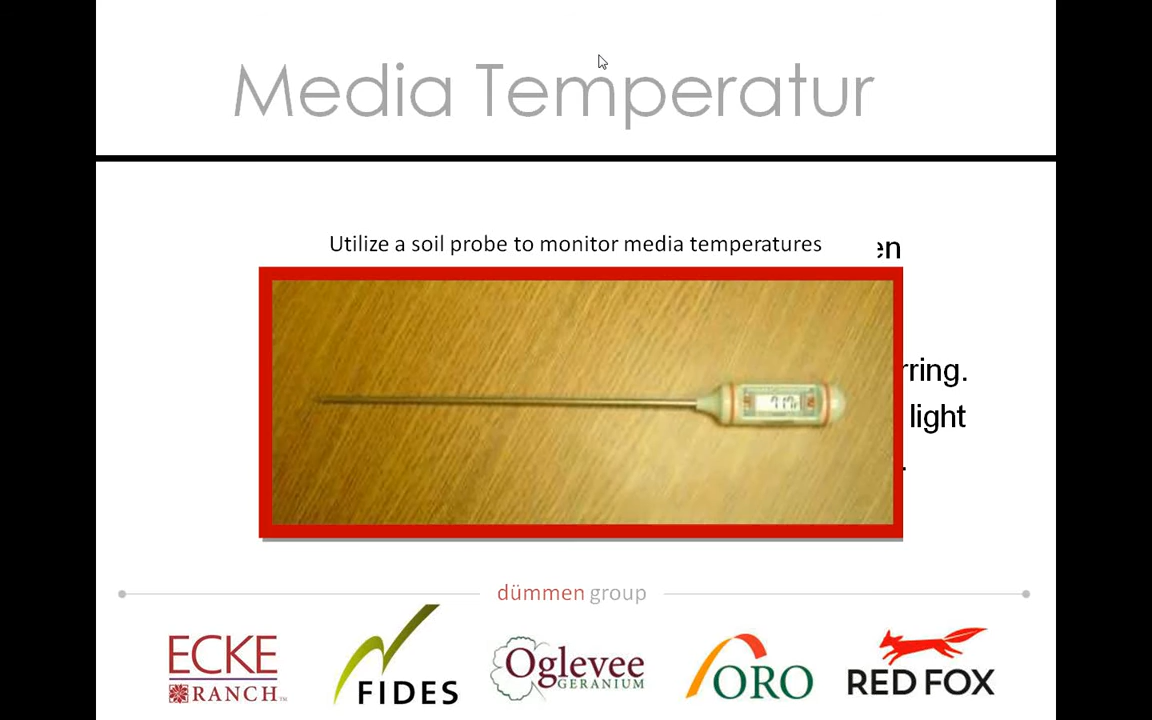 Media Temperatur
Utilize a soil probe to monitor media temperatures
en
rring.
light
.
dümmen group
ECKE
RANCH™
FIDES
Oglevee
GERANIUM
ORO
RED FOX